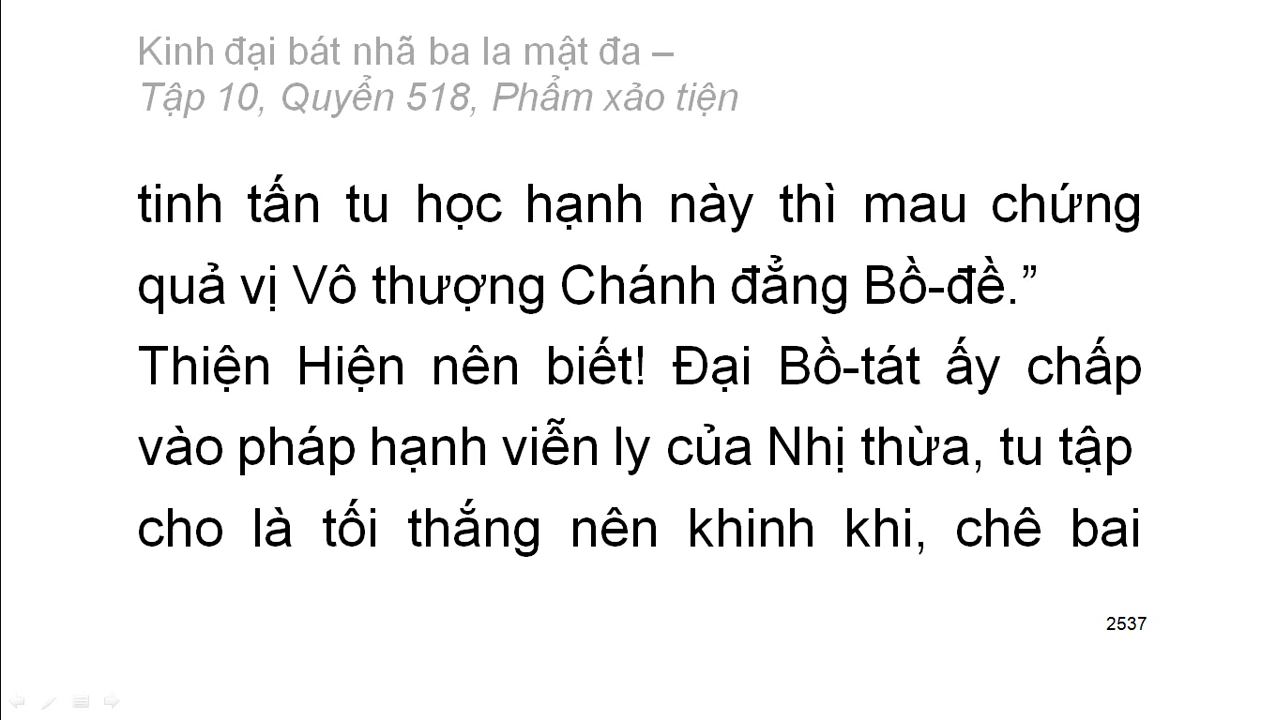 Kinh đại bát nhã ba la mật đa –
Tập 10, Quyển 518, Phẩm xảo tiện
tinh tấn tu học hạnh này thì mau chứng
quả vị Vô thượng Chánh đẳng Bồ-đề.”
Thiện Hiện nên biết! Đại Bồ-tát ấy chấp
vào pháp hạnh viễn ly của Nhị thừa, tu tập
cho là tối thắng nên khinh khi, chê bai
2537